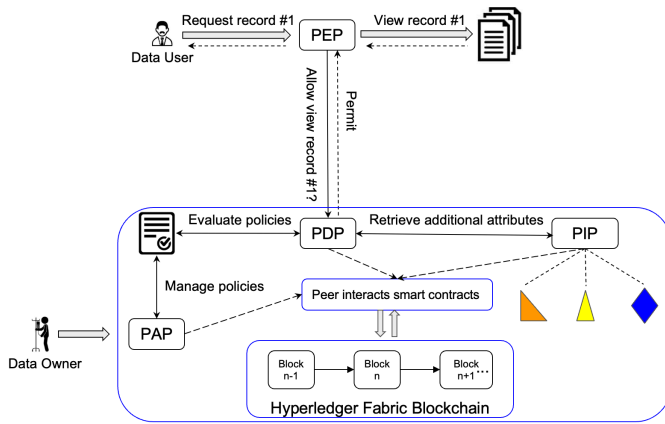 Request record #1
View record #1
PEP
Data User
Allow view record #1?
Permit
Evaluate policies
PDP
Retrieve additional attributes
PIP
Manage policies
Peer interacts smart contracts
PAP
Data Owner
Block
n-1
Block
n
Block
n+1
...
Hyperledger Fabric Blockchain